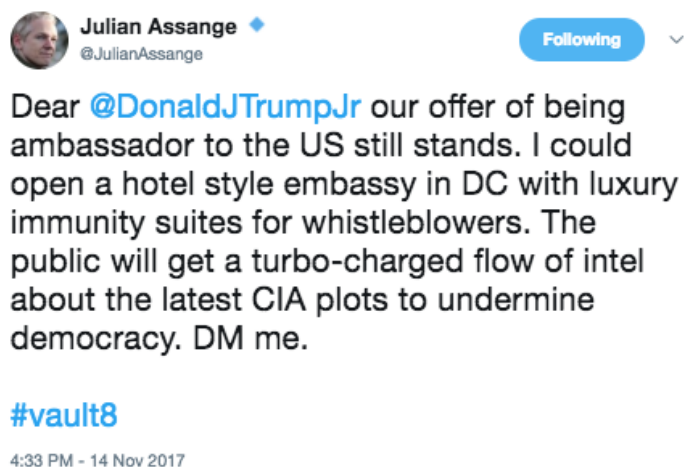 Julian Assange
@JulianAssange
Following
Dear @DonaldJTrumpJr our offer of being
ambassador to the US still stands. I could
open a hotel style embassy in DC with luxury
immunity suites for whistleblowers. The
public will get a turbo-charged flow of intel
about the latest CIA plots to undermine
democracy. DM me.
#vault8
4:33 PM - 14 Nov 2017